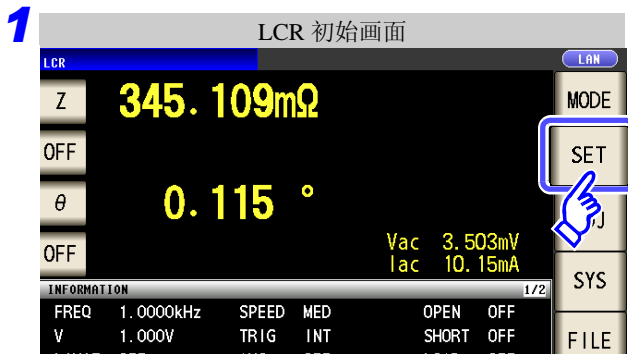 1
LCR 初始画面
LCR
LAN
Z 345.109mΩ
MODE
OFF
SET
θ 0.115 °
OFF
Vac 3.503mV
Iac 10.15mA
SYS
INFORMATION 1/2
FREQ 1.0000kHz SPEED MED OPEN OFF
V 1.000V TRIG INT SHORT OFF
FILE